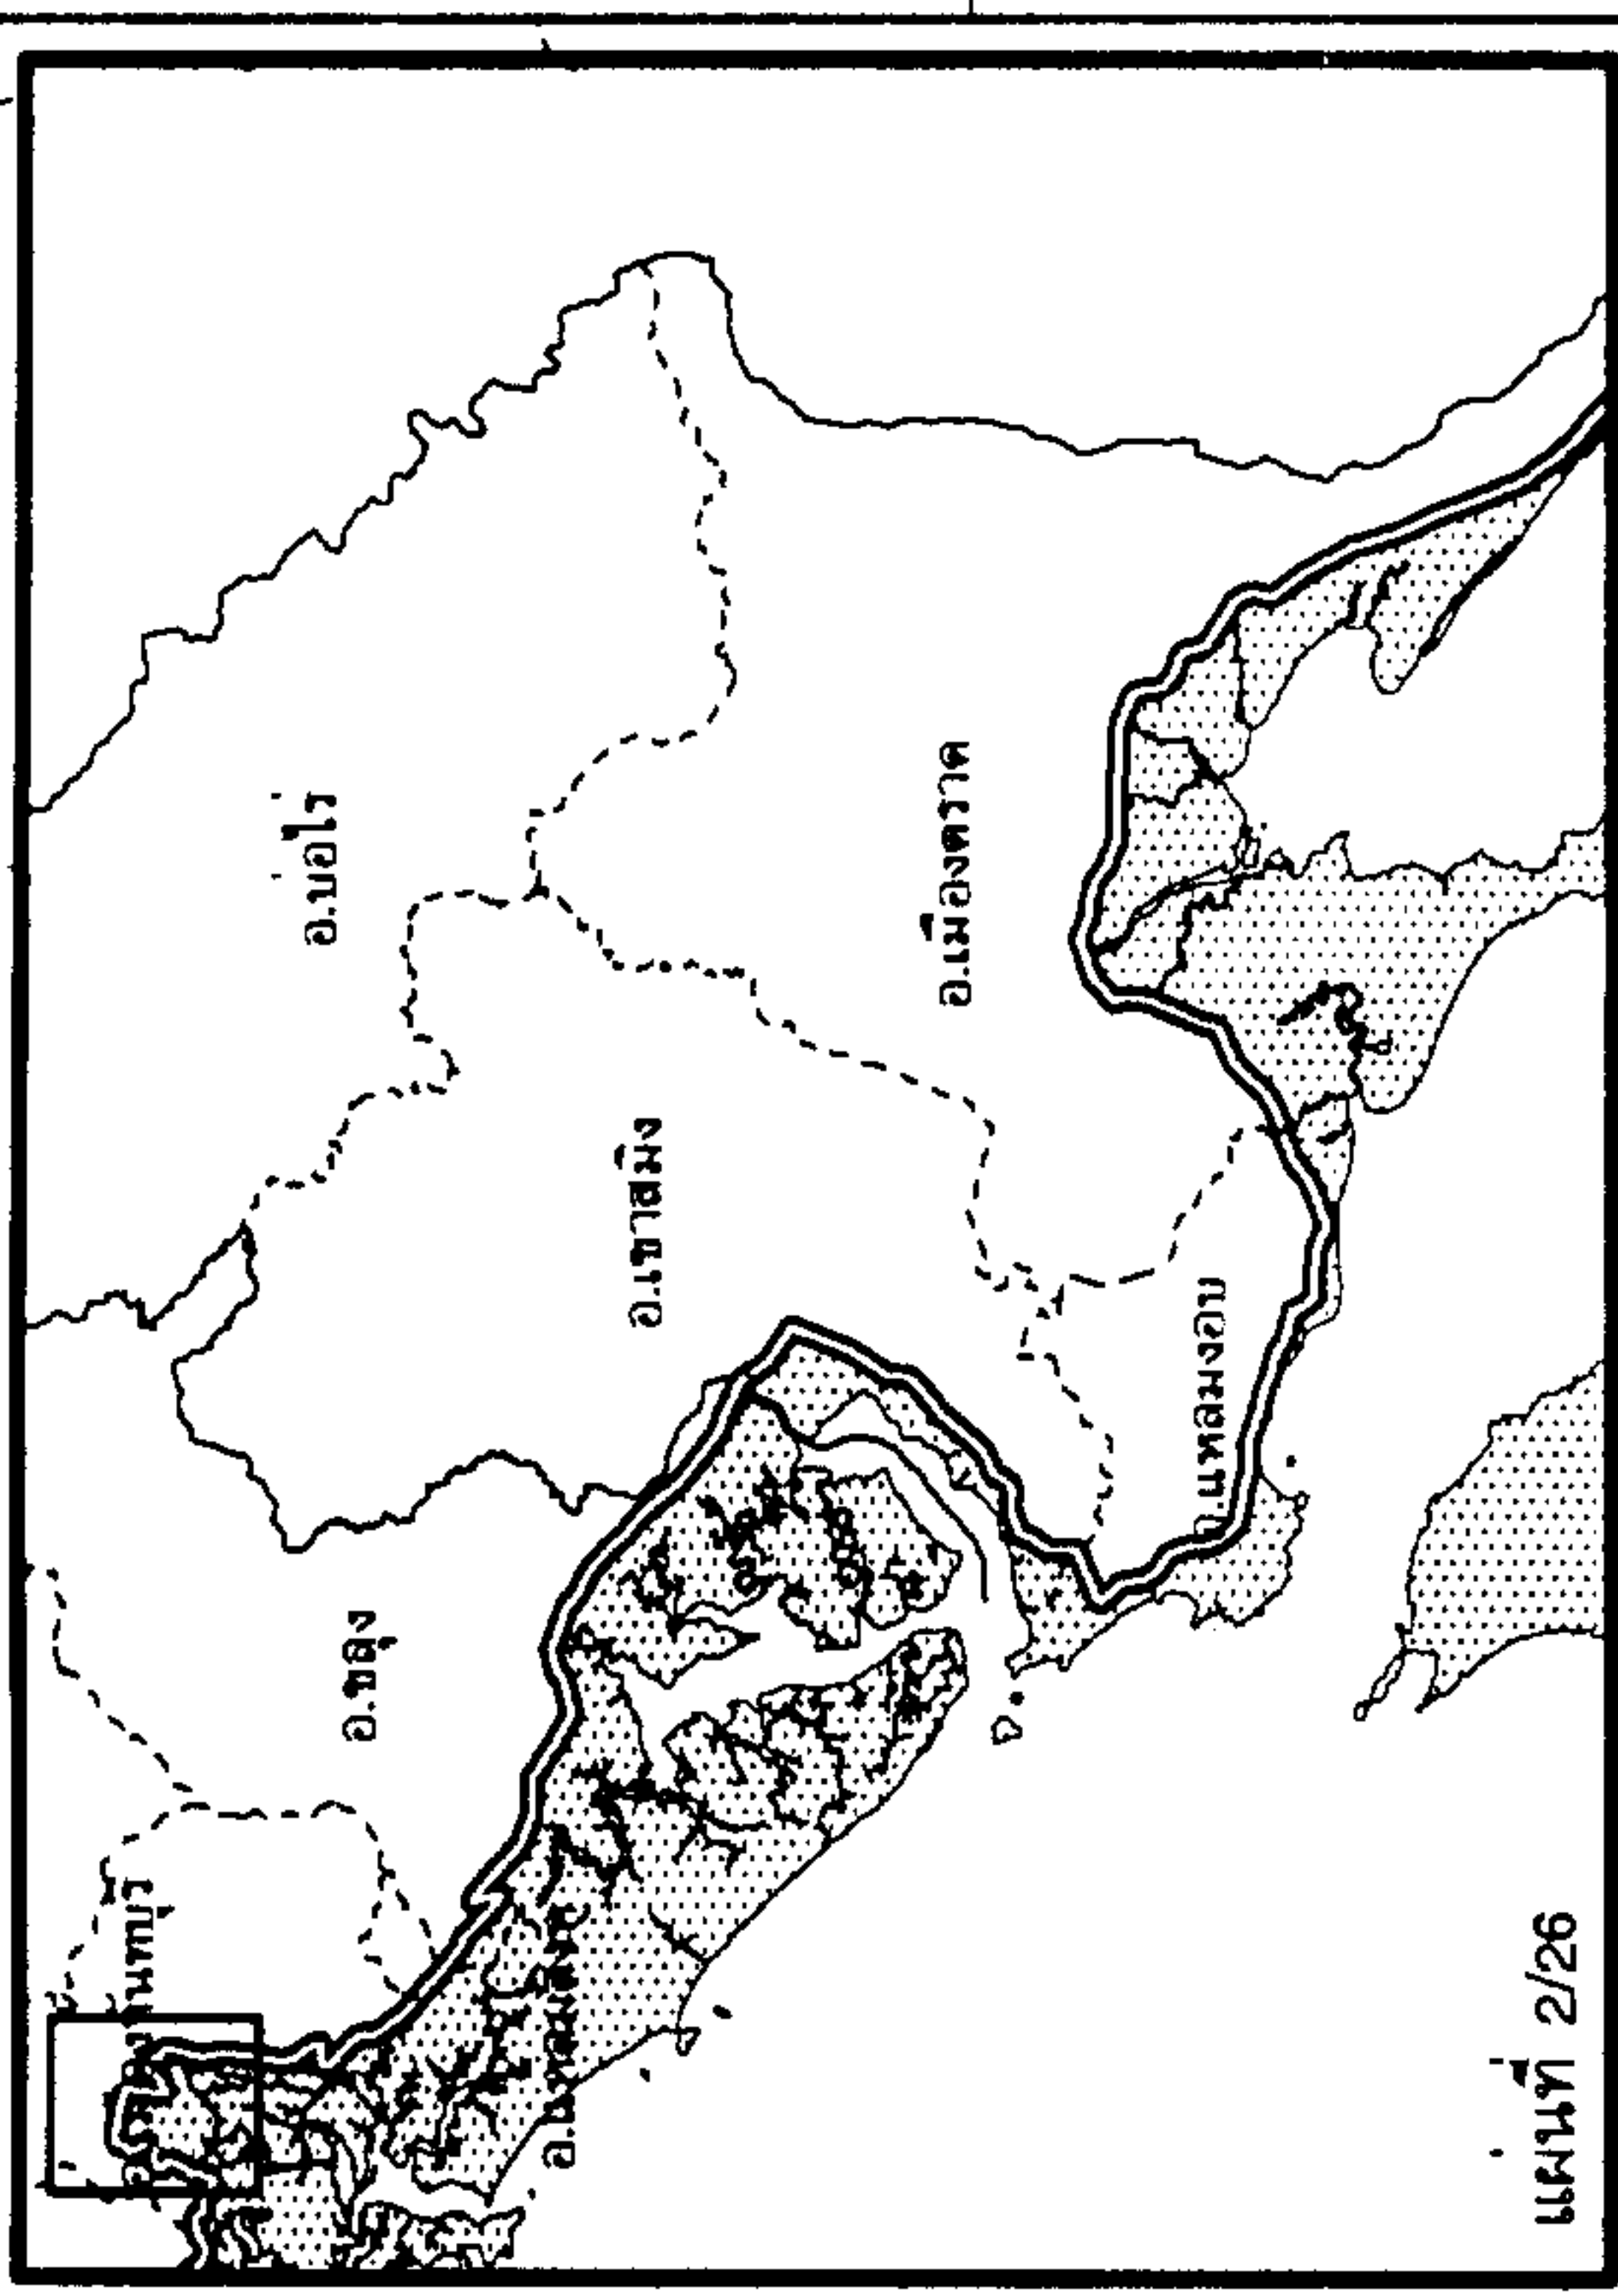 อ.บ่อไร่
อ.เมืองตราด
อ.เขาสมิง
อ.แหลมงอบ
อ.ขลุง
แผ่นที่ 2/26